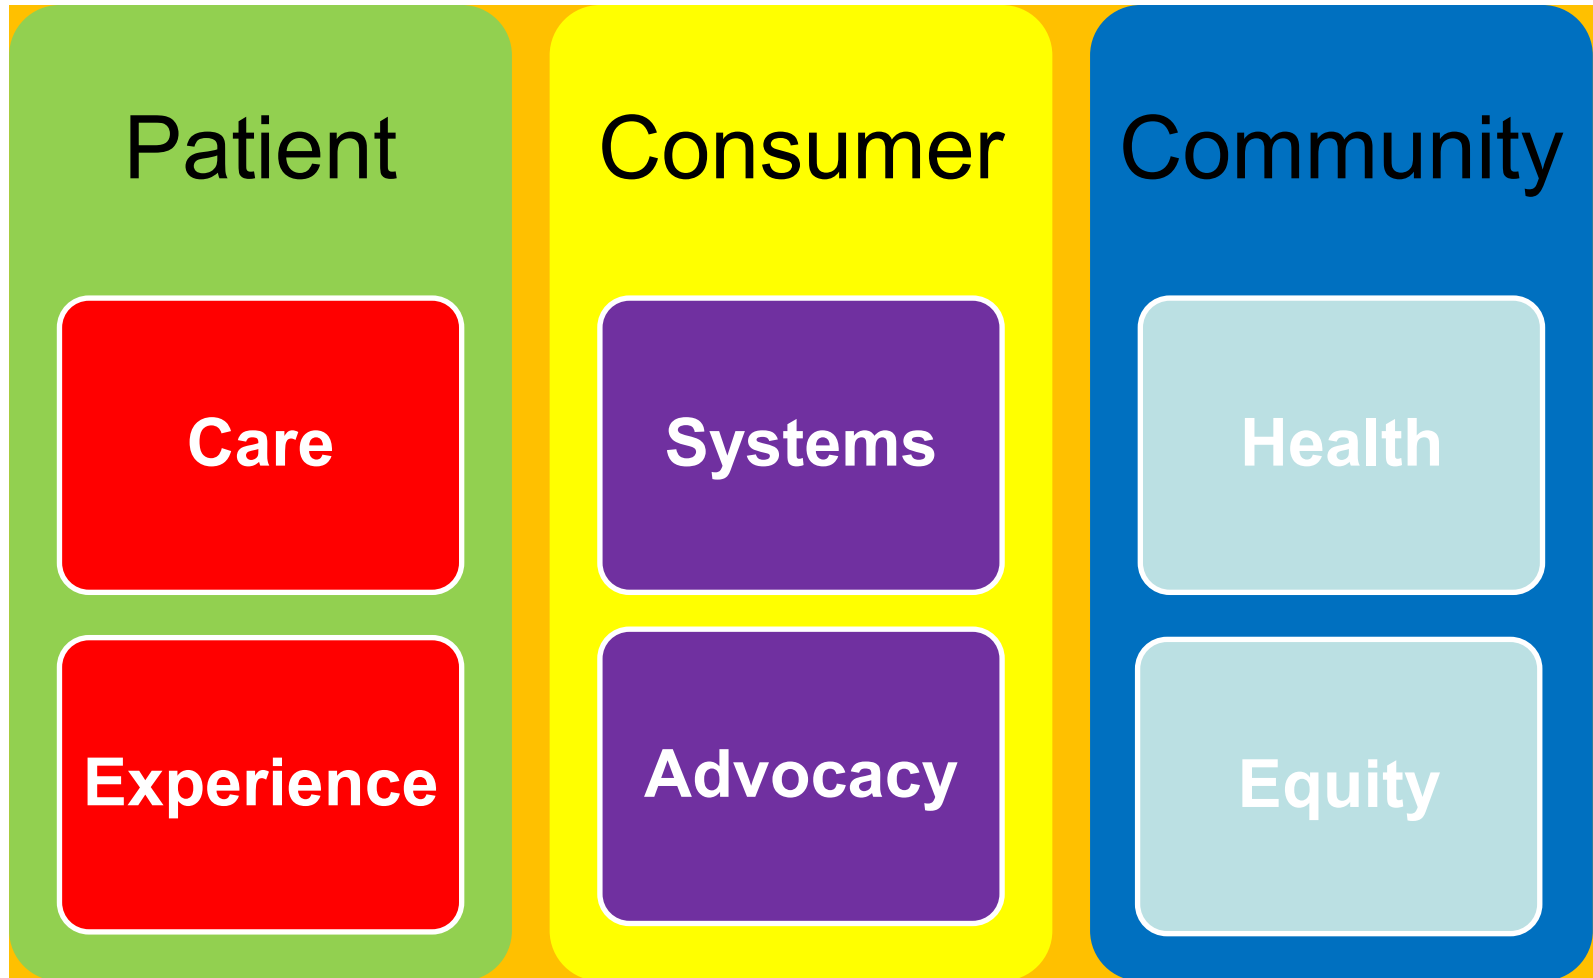 Patient
Care
Experience
Consumer
Systems
Advocacy
Community
Health
Equity